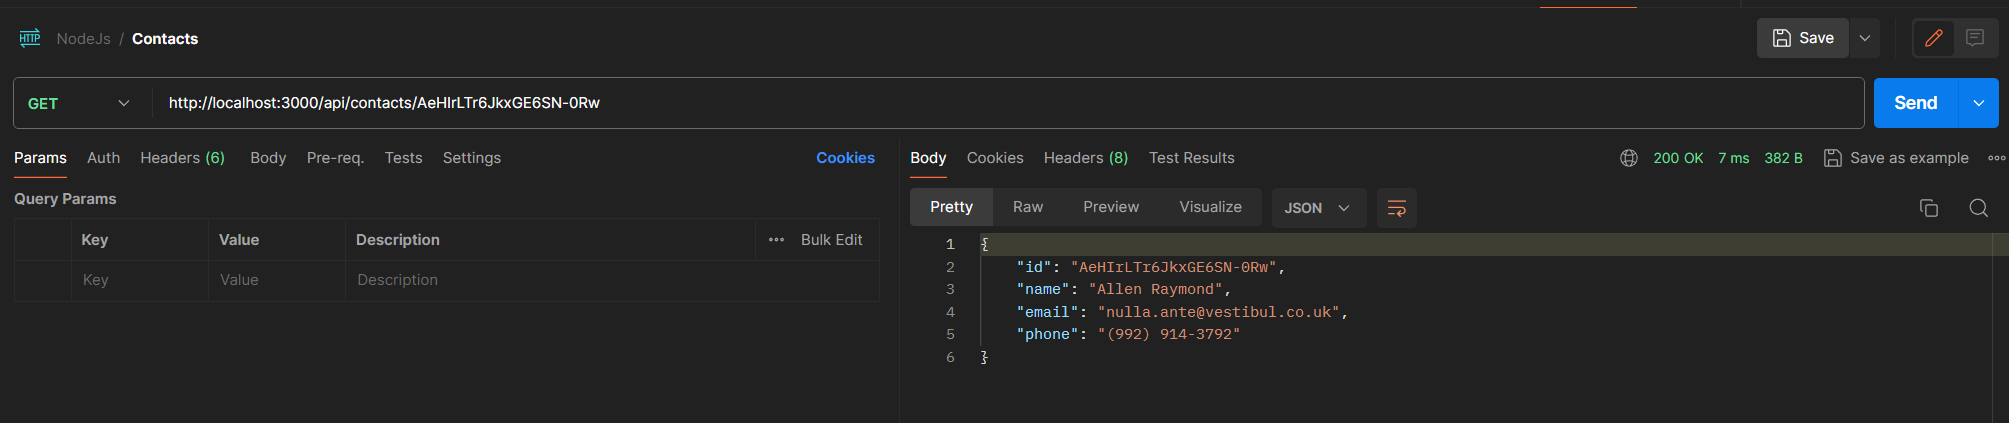 HTTP NodeJs / Contacts Save
GET http://localhost:3000/api/contacts/AeHIrLTr6JkxGE6SN-0Rw Send
Params Auth Headers (6) Body Pre-req. Tests Settings Cookies
Query Params
Key Value Description Bulk Edit
Key Value Description
Body Cookies Headers (8) Test Results 200 OK 7 ms 382 B Save as example
Pretty Raw Preview Visualize JSON
1 {
2 "id": "AeHIrLTr6JkxGE6SN-0Rw",
3 "name": "Allen Raymond",
4 "email": "nulla.ante@vestibul.co.uk",
5 "phone": "(992) 914-3792"
6 }